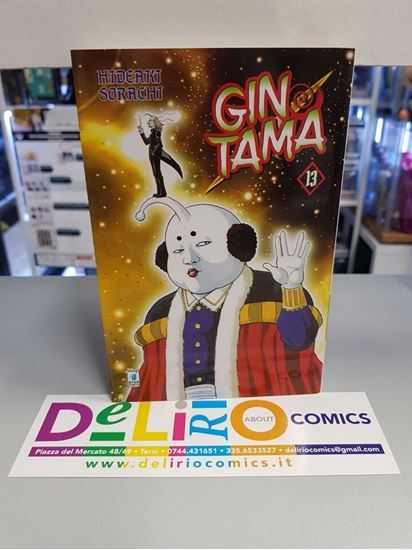 HIDEAKI
SORACHI
GIN
TAMA
13
STAR
DeLiRiO ABOUT COMICS
Piazza del Mercato 48/49 • Terni • 0744.431651 • 335.6533527 • deliriocomics@gmail.com
www.deliriocomics.it